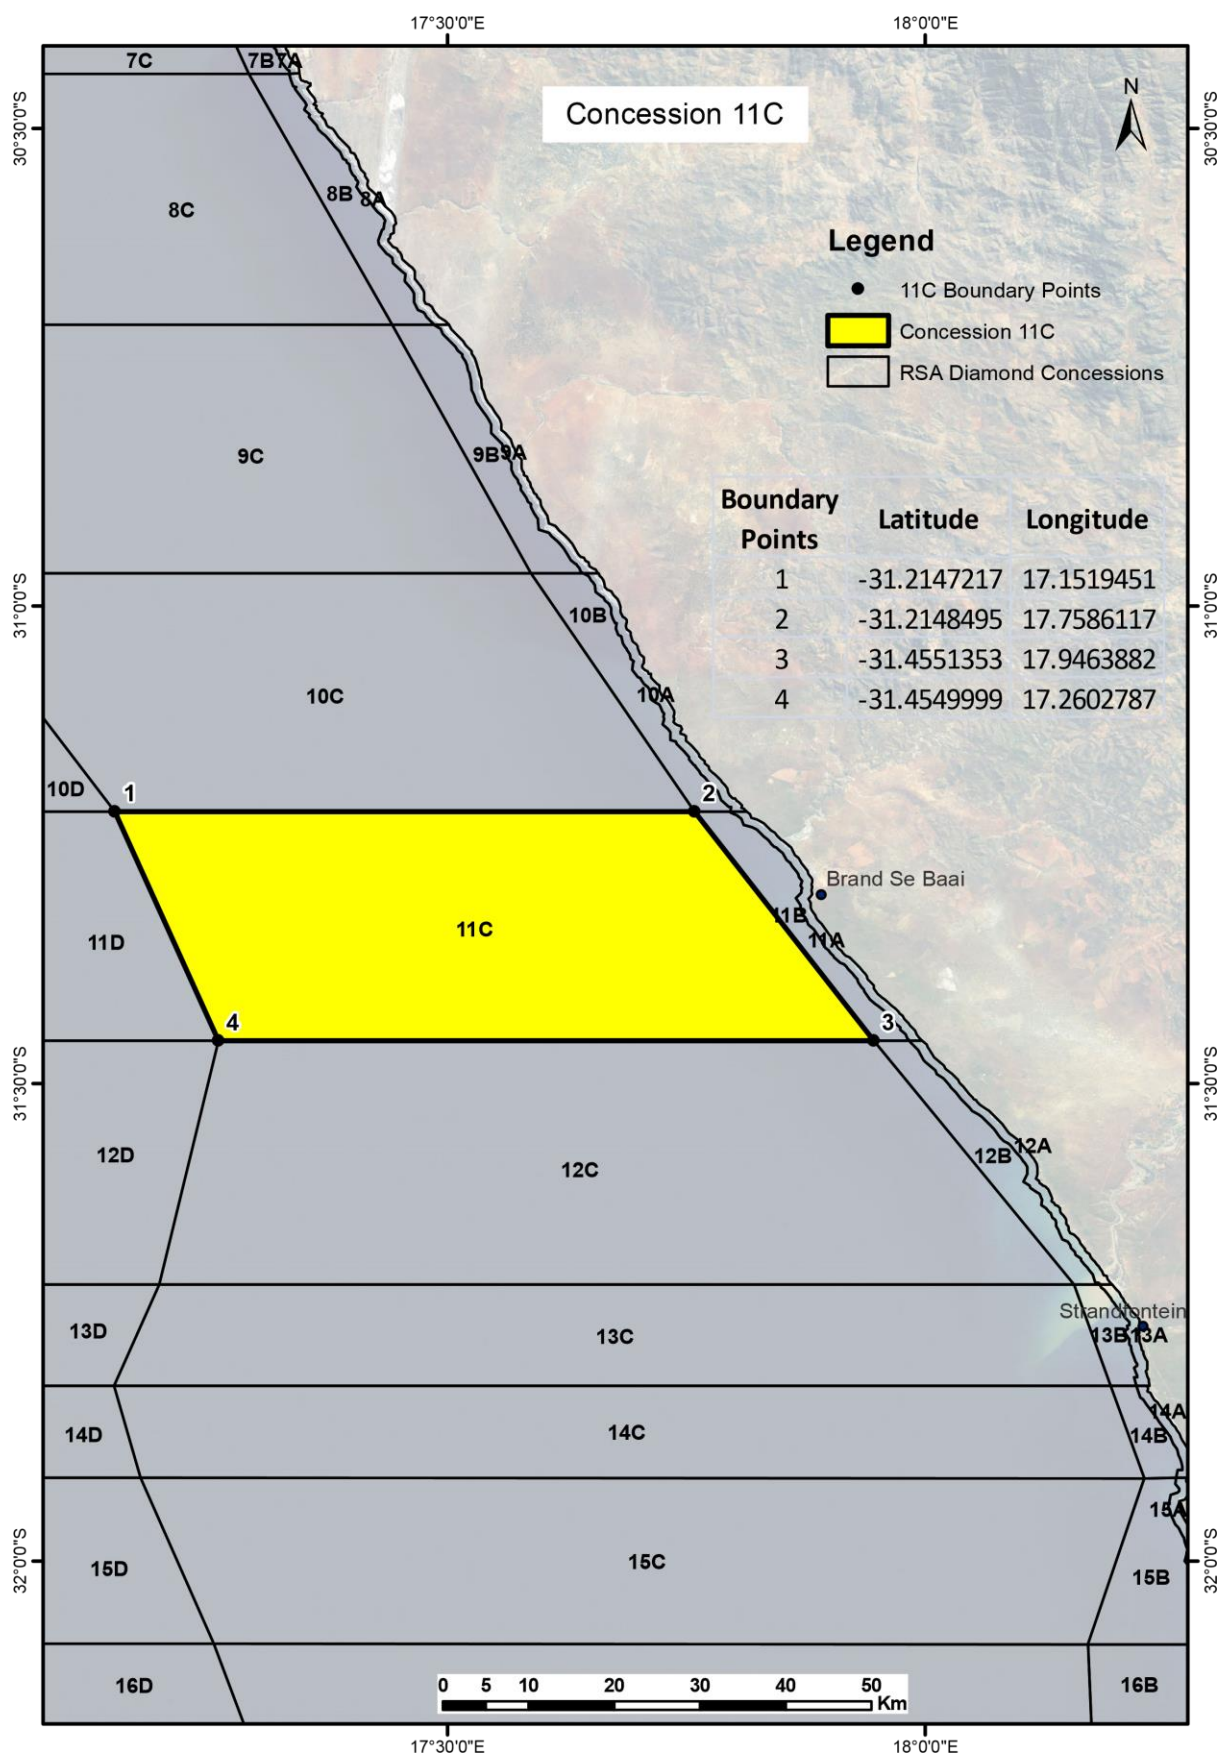 17°30'0"E 18°0'0"E
7C 7B 7A
30°30'0"S Concession 11C N 30°30'0"S
8B 8A
8C
Legend
11C Boundary Points
Concession 11C
RSA Diamond Concessions
9C 9B 9A
Boundary Points Latitude Longitude
1 -31.2147217 17.1519451
2 -31.2148495 17.7586117
3 -31.4551353 17.9463882
4 -31.4549999 17.2602787
31°0'0"S 10B 31°0'0"S
10C 10A
10D 1 2
Brand Se Baai
11D 11C 11B 11A
4 3
31°30'0"S 31°30'0"S
12D 12C 12B 12A
Strandfontein
13D 13C 13B 13A
14A
14D 14C 14B
15A
32°0'0"S 32°0'0"S
15D 15C 15B
16D 16B
0 5 10 20 30 40 50 Km
17°30'0"E 18°0'0"E